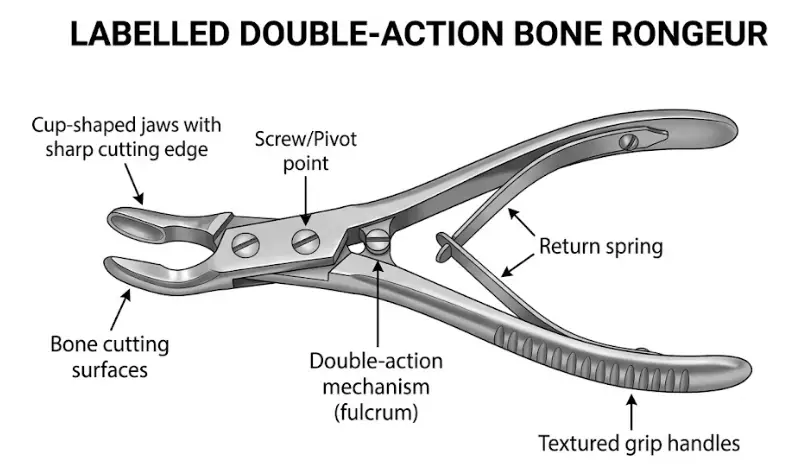 LABELLED DOUBLE-ACTION BONE RONGEUR
Cup-shaped jaws with
sharp cutting edge
Screw/Pivot
point
Return spring
Bone cutting
surfaces
Double-action
mechanism
(fulcrum)
Textured grip handles